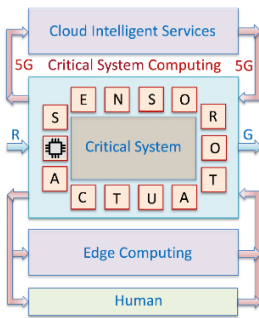 Cloud Intelligent Services
5G Critical System Computing 5G
E N S O
S R
R Critical System O G
A T
C T U A
Edge Computing
Human